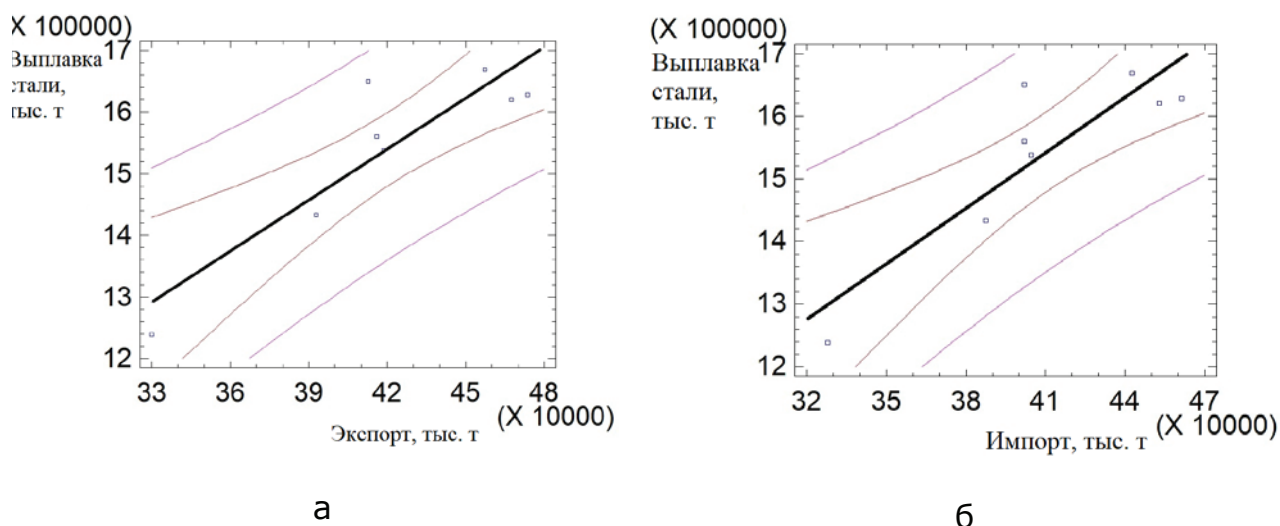 (X 100000)
Выплавка
стали,
тыс. т
17
16
15
14
13
12
33 36 39 42 45 48
(X 10000)
Экспорт, тыс. т
а
(X 100000)
Выплавка
стали,
тыс. т
17
16
15
14
13
12
32 35 38 41 44 47
(X 10000)
Импорт, тыс. т
б